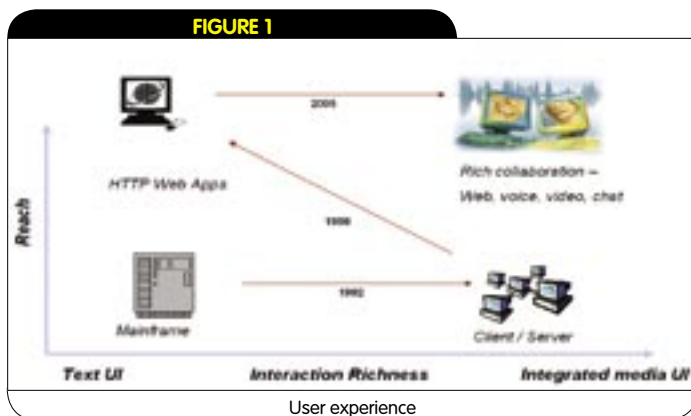 FIGURE 1
2005
HTTP Web Apps
Rich collaboration –
Web, voice, video, chat
Reach
Mainframe
1992
Client / Server
Text UI
Interaction Richness
Integrated media UI
User experience